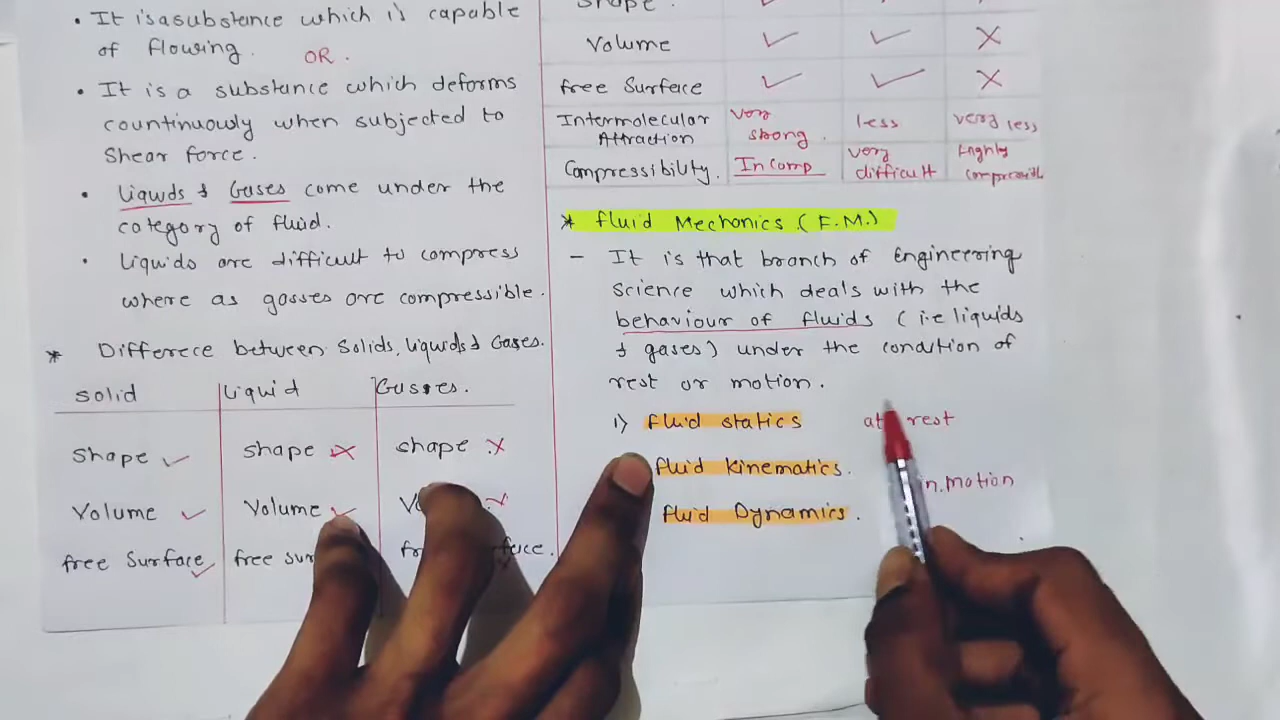 • It is a substance which is capable
of flowing. OR.
• It is a substance which deforms
countinuowly when subjected to
Shear force.
• liquids & Gases come under the
category of fluid.
• liquids are difficult to compress
where as gasses are compressible.
* Differece between Solids, liquids & Gases.
Solid liquid Gasses.
Shape ✓ shape × shape ×
Volume ✓ Volume ✓ ×
free Surface ✓ free
Shape.
Volume ✓ ✓ ×
free Surface ✓ ✓ ×
Intermolecular Attraction very strong. less very less
Compressibility. Incomp very difficult Highly
* fluid Mechanics (F.M.)
- It is that branch of Engineering
science which deals with the
behaviour of fluids (i.e liquids
& gases) under the condition of
rest or motion.
1) fluid statics at rest
fluid kinematics.
in motion
fluid Dynamics.